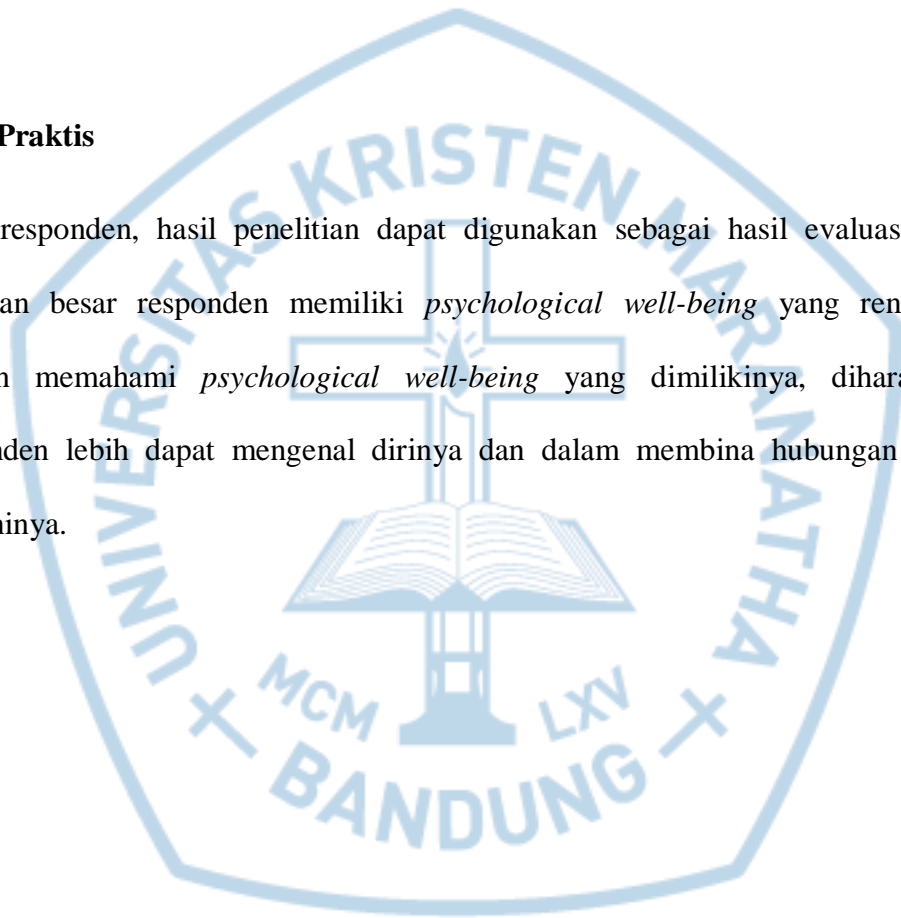 Praktis
responden, hasil penelitian dapat digunakan sebagai hasil evaluas
an besar responden memiliki psychological well-being yang ren
memahami psychological well-being yang dimilikinya, dihara
nden lebih dapat mengenal dirinya dan dalam membina hubungan
inya.
UNIVERSITAS KRISTEN MARANATHA
MCM LXV
BANDUNG